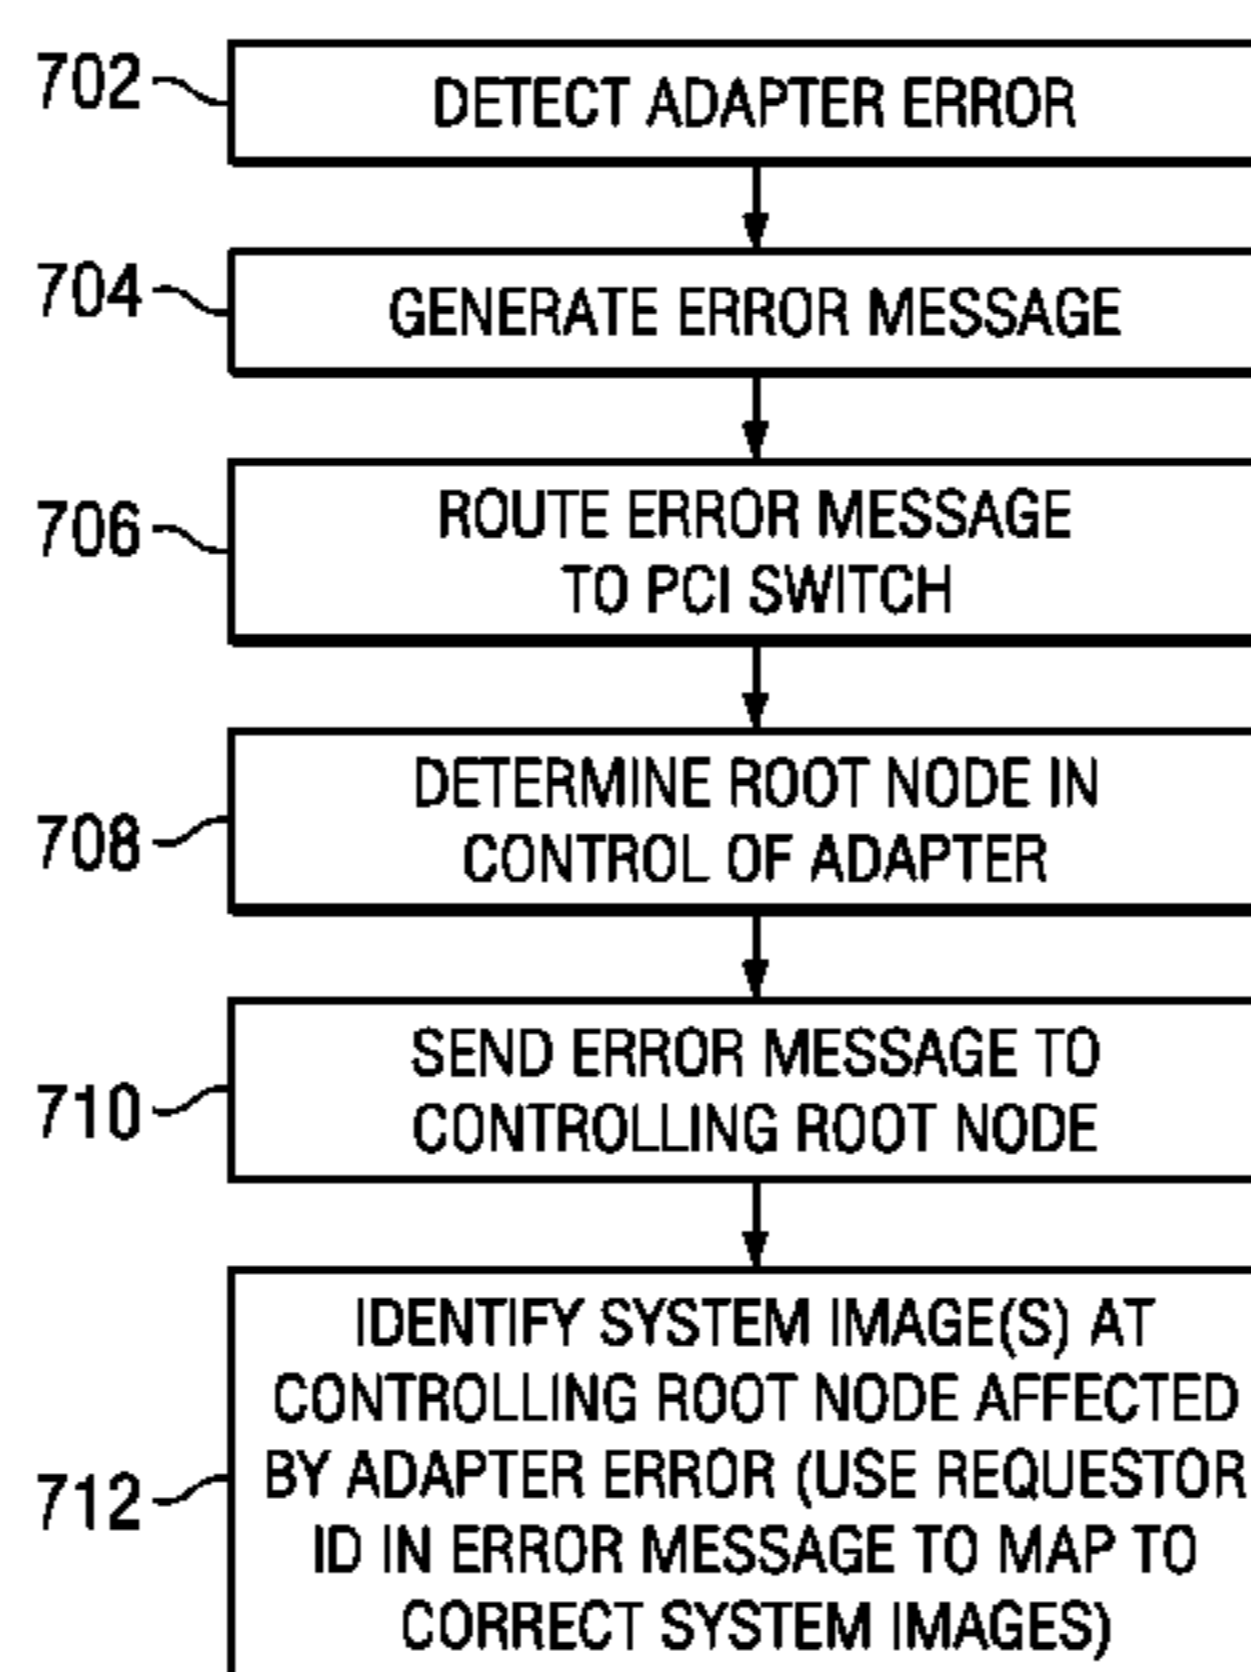 702
DETECT ADAPTER ERROR
704
GENERATE ERROR MESSAGE
706
ROUTE ERROR MESSAGE
TO PCI SWITCH
708
DETERMINE ROOT NODE IN
CONTROL OF ADAPTER
710
SEND ERROR MESSAGE TO
CONTROLLING ROOT NODE
712
IDENTIFY SYSTEM IMAGE(S) AT
CONTROLLING ROOT NODE AFFECTED
BY ADAPTER ERROR (USE REQUESTOR
ID IN ERROR MESSAGE TO MAP TO
CORRECT SYSTEM IMAGES)